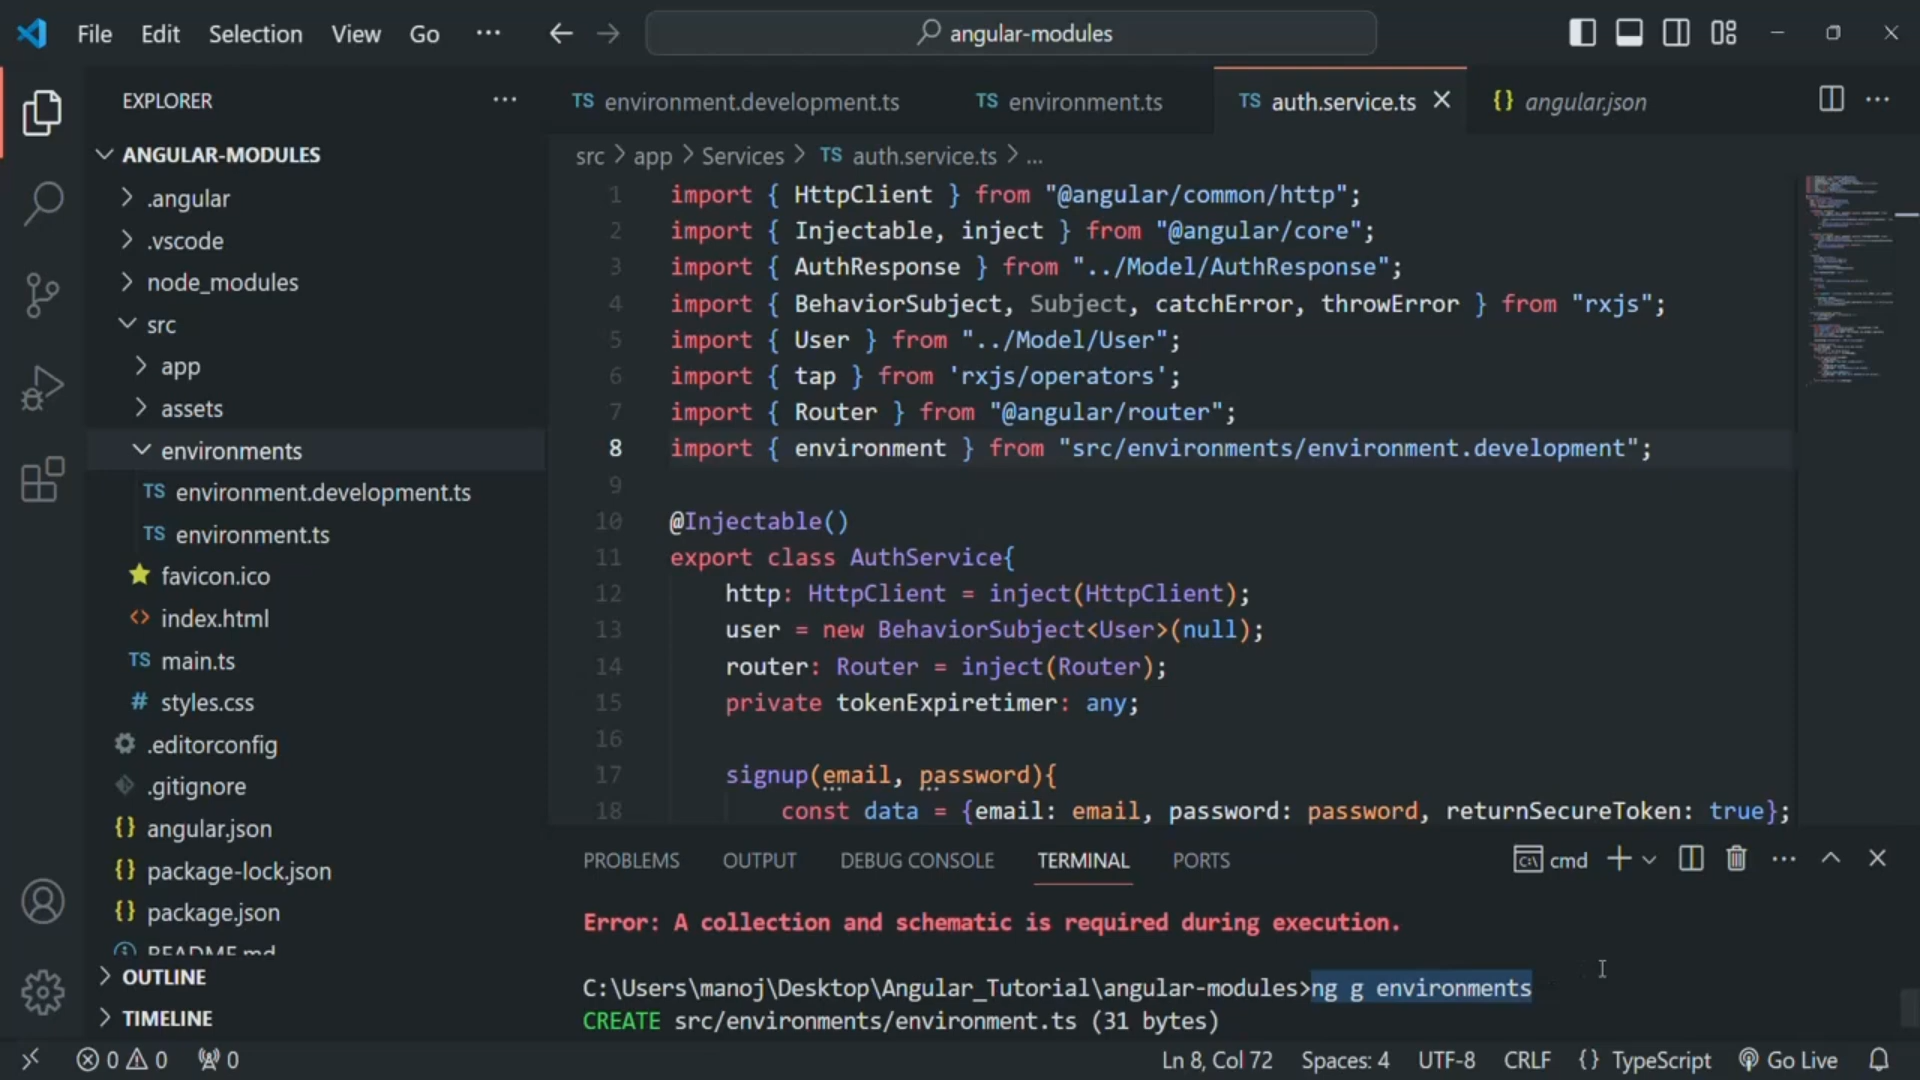 File Edit Selection View Go ··· angular-modules
EXPLORER ···
ANGULAR-MODULES
.angular
.vscode
node_modules
src
app
assets
environments
TS environment.development.ts
TS environment.ts
favicon.ico
<> index.html
TS main.ts
# styles.css
.editorconfig
.gitignore
{} angular.json
{} package-lock.json
{} package.json
README.md
OUTLINE
TIMELINE
TS environment.development.ts TS environment.ts TS auth.service.ts {} angular.json
src > app > Services > TS auth.service.ts > ...
1 import { HttpClient } from "@angular/common/http";
2 import { Injectable, inject } from "@angular/core";
3 import { AuthResponse } from "../Model/AuthResponse";
4 import { BehaviorSubject, Subject, catchError, throwError } from "rxjs";
5 import { User } from "../Model/User";
6 import { tap } from 'rxjs/operators';
7 import { Router } from "@angular/router";
8 import { environment } from "src/environments/environment.development";
9
10 @Injectable()
11 export class AuthService{
12 http: HttpClient = inject(HttpClient);
13 user = new BehaviorSubject<User>(null);
14 router: Router = inject(Router);
15 private tokenExpiretimer: any;
16
17 signup(email, password){
18 const data = {email: email, password: password, returnSecureToken: true};
PROBLEMS OUTPUT DEBUG CONSOLE TERMINAL PORTS cmd
Error: A collection and schematic is required during execution.
C:\Users\manoj\Desktop\Angular_Tutorial\angular-modules>ng g environments
CREATE src/environments/environment.ts (31 bytes)
0 0 0 Ln 8, Col 72 Spaces: 4 UTF-8 CRLF {} TypeScript Go Live